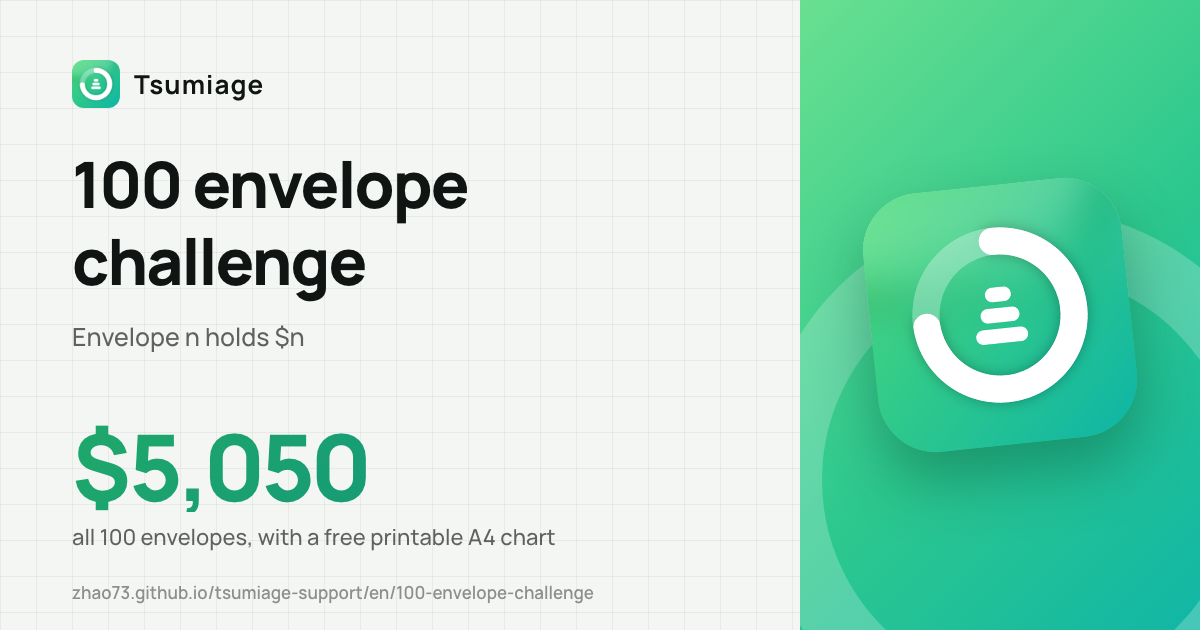 Tsumiage
100 envelope
challenge
Envelope n holds $n
$5,050
all 100 envelopes, with a free printable A4 chart
zhao73.github.io/tsumiage-support/en/100-envelope-challenge